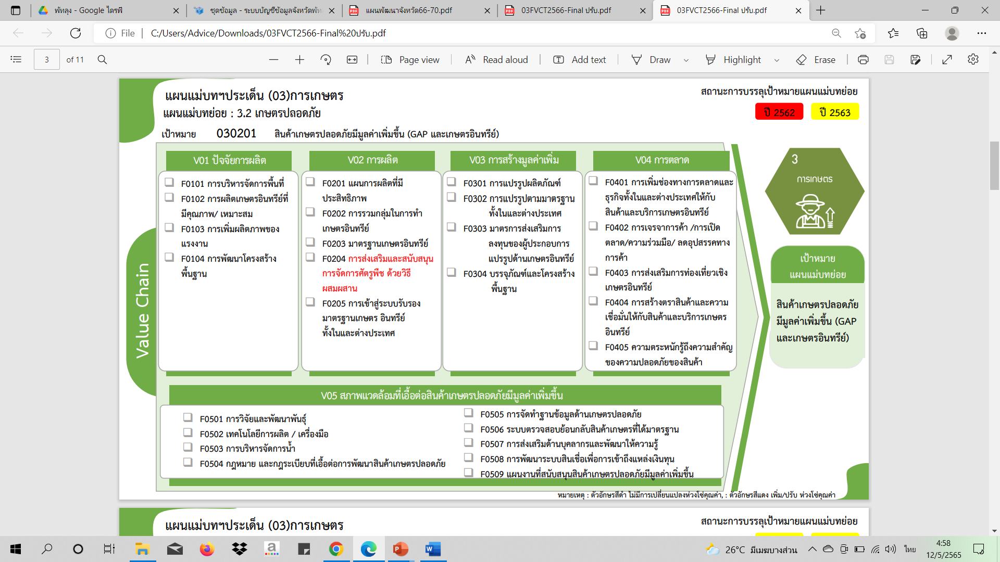 พัทลุง - Google ไดรฟ์
ชุดข้อมูล - ระบบบัญชีข้อมูลจังหวัดพัท
แผนพัฒนาจังหวัด66-70.pdf
03FVCT2566-Final ปรับ.pdf
03FVCT2566-Final ปรับ.pdf
File
C:/Users/Advice/Downloads/03FVCT2566-Final%20ปรับ.pdf
3 of 11
Page view
Read aloud
Add text
Draw
Highlight
Erase
แผนแม่บทฯประเด็น (03)การเกษตร
แผนแม่บทย่อย : 3.2 เกษตรปลอดภัย
สถานะการบรรลุเป้าหมายแผนแม่บทย่อย
ปี 2562
ปี 2563
เป้าหมาย 030201 สินค้าเกษตรปลอดภัยมีมูลค่าเพิ่มขึ้น (GAP และเกษตรอินทรีย์)
Value Chain
V01 ปัจจัยการผลิต
F0101 การบริหารจัดการพื้นที่
F0102 การผลิตเกษตรอินทรีย์ที่
มีคุณภาพ/ เหมาะสม
F0103 การเพิ่มผลิตภาพของ
แรงงาน
F0104 การพัฒนาโครงสร้าง
พื้นฐาน
V02 การผลิต
F0201 แผนการผลิตที่มี
ประสิทธิภาพ
F0202 การรวมกลุ่มในการทำ
เกษตรอินทรีย์
F0203 มาตรฐานเกษตรอินทรีย์
F0204 การส่งเสริมและสนับสนุน
การจัดการศัตรูพืช ด้วยวิธี
ผสมผสาน
F0205 การเข้าสู่ระบบรับรอง
มาตรฐานเกษตร อินทรีย์
ทั้งในและต่างประเทศ
V03 การสร้างมูลค่าเพิ่ม
F0301 การแปรรูปผลิตภัณฑ์
F0302 การแปรรูปตามมาตรฐาน
ทั้งในและต่างประเทศ
F0303 มาตรการส่งเสริมการ
ลงทุนของผู้ประกอบการ
แปรรูปด้านเกษตรอินทรีย์
F0304 บรรจุภัณฑ์และโครงสร้าง
พื้นฐาน
V04 การตลาด
F0401 การเพิ่มช่องทางการตลาดและ
ธุรกิจทั้งในและต่างประเทศให้กับ
สินค้าและบริการเกษตรอินทรีย์
F0402 การเจรจาการค้า /การเปิด
ตลาด/ความร่วมมือ/ ลดอุปสรรคทาง
การค้า
F0403 การส่งเสริมการท่องเที่ยวเชิง
เกษตรอินทรีย์
F0404 การสร้างตราสินค้าและความ
เชื่อมั่นให้กับสินค้าและบริการเกษตร
อินทรีย์
F0405 ความตระหนักรู้ถึงความสำคัญ
ของความปลอดภัยของสินค้า
3
การเกษตร
เป้าหมาย
แผนแม่บทย่อย
สินค้าเกษตรปลอดภัย
มีมูลค่าเพิ่มขึ้น (GAP
และเกษตรอินทรีย์)
V05 สภาพแวดล้อมที่เอื้อต่อสินค้าเกษตรปลอดภัยมีมูลค่าเพิ่มขึ้น
F0501 การวิจัยและพัฒนาพันธุ์
F0502 เทคโนโลยีการผลิต / เครื่องมือ
F0503 การบริหารจัดการน้ำ
F0504 กฎหมาย และกฎระเบียบที่เอื้อต่อการพัฒนาสินค้าเกษตรปลอดภัย
F0505 การจัดทำฐานข้อมูลด้านเกษตรปลอดภัย
F0506 ระบบตรวจสอบย้อนกลับสินค้าเกษตรที่ได้มาตรฐาน
F0507 การส่งเสริมด้านบุคลากรและพัฒนาให้ความรู้
F0508 การพัฒนาระบบสินเชื่อเพื่อการเข้าถึงแหล่งเงินทุน
F0509 แผนงานที่สนับสนุนสินค้าเกษตรปลอดภัยมีมูลค่าเพิ่มขึ้น
หมายเหตุ : ตัวอักษรสีดำ ไม่มีการเปลี่ยนแปลงห่วงโซ่คุณค่า, : ตัวอักษรสีแดง เพิ่ม/ปรับ ห่วงโซ่คุณค่า
แผนแม่บทฯประเด็น (03)การเกษตร
สถานะการบรรลุเป้าหมายแผนแม่บทย่อย
26°C มีเมฆบางส่วน
ไทย
4:58
12/5/2565